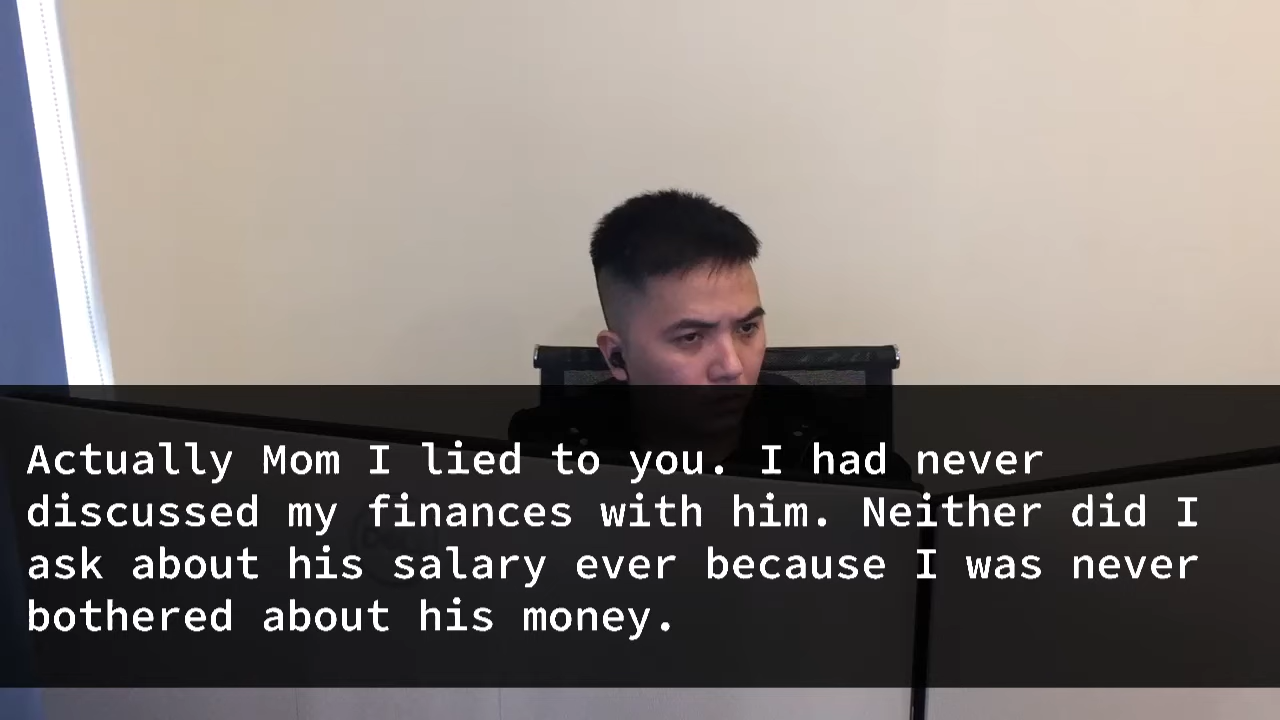 Actually Mom I lied to you. I had never
discussed my finances with him. Neither did I
ask about his salary ever because I was never
bothered about his money.